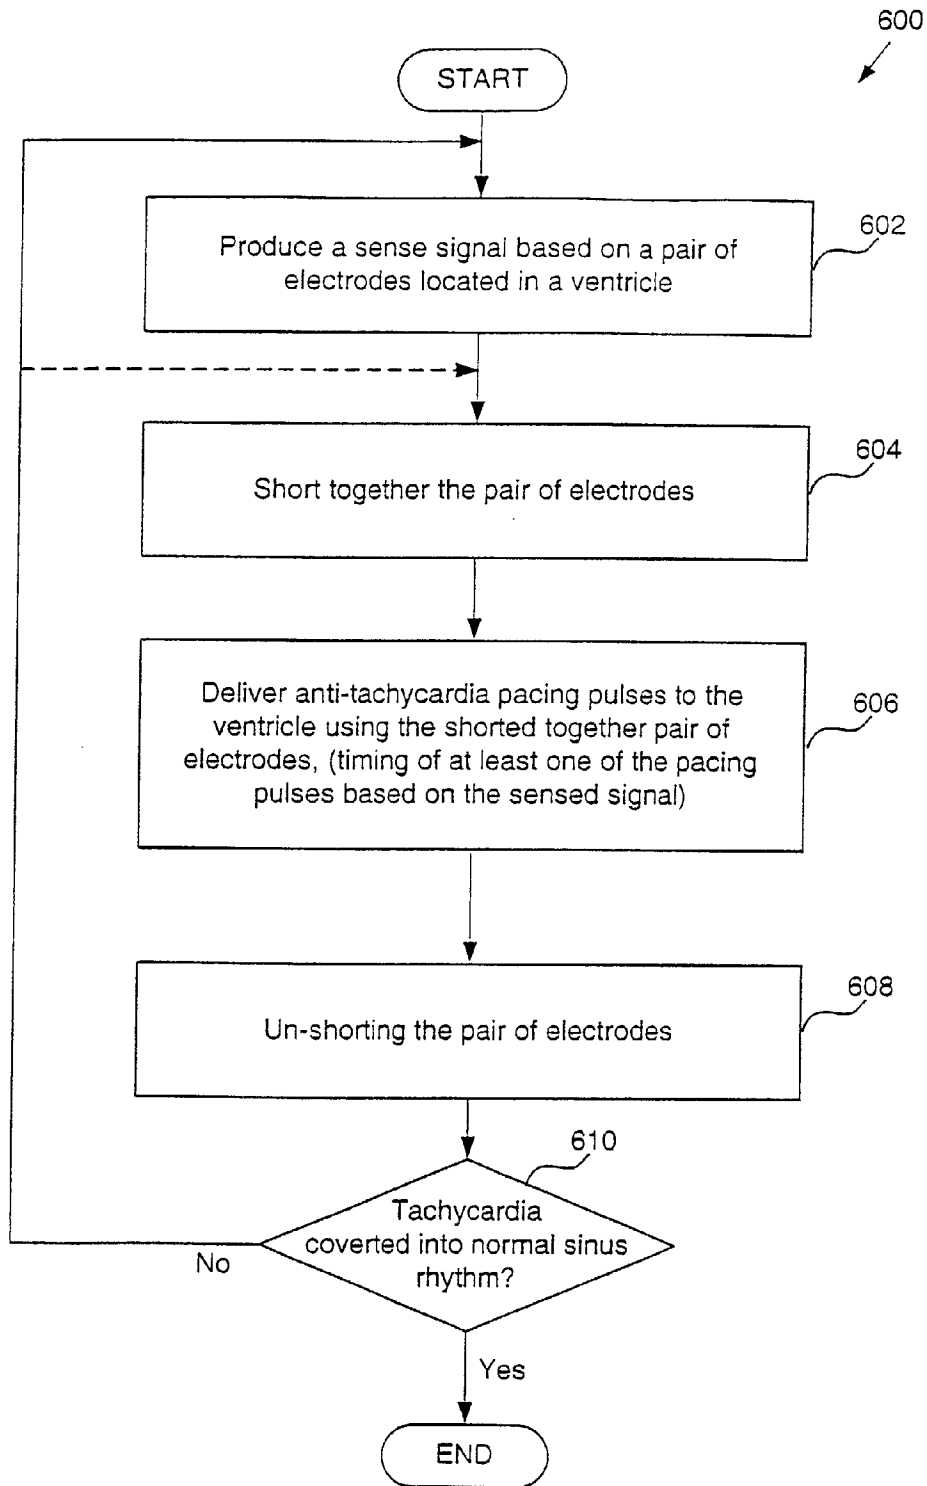 600
START
602
Produce a sense signal based on a pair of
electrodes located in a ventricle
604
Short together the pair of electrodes
606
Deliver anti-tachycardia pacing pulses to the
ventricle using the shorted together pair of
electrodes, (timing of at least one of the pacing
pulses based on the sensed signal)
608
Un-shorting the pair of electrodes
610
Tachycardia
coverted into normal sinus
rhythm?
No
Yes
END